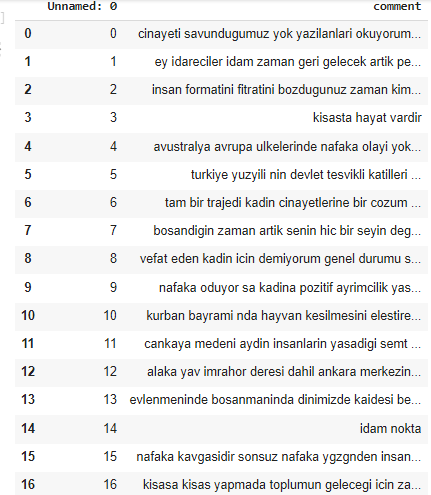 Unnamed: 0 comment
0 0 cinayeti savundugumuz yok yazilanlari okuyorum...
1 1 ey idareciler idam zaman geri gelecek artik pe...
2 2 insan formatini fitratini bozdugunuz zaman kim...
3 3 kisasta hayat vardir
4 4 avustralya avrupa ulkelerinde nafaka olayi yok...
5 5 turkiye yuzyili nin devlet tesvikli katilleri ...
6 6 tam bir trajedi kadin cinayetlerine bir cozum ...
7 7 bosandigin zaman artik senin hic bir seyin deg...
8 8 vefat eden kadin icin demiyorum genel durumu s...
9 9 nafaka oduyor sa kadina pozitif ayrimcilik yas...
10 10 kurban bayrami nda hayvan kesilmesini elestire...
11 11 cankaya medeni aydin insanlarin yasadigi semt ...
12 12 alaka yav imrahor deresi dahil ankara merkezin...
13 13 evlenmeninde bosanmaninda dinimizde kaidesi be...
14 14 idam nokta
15 15 nafaka kavgasidir sonsuz nafaka ygzgnden insan...
16 16 kisasa kisas yapmada toplumun gelecegi icin za...